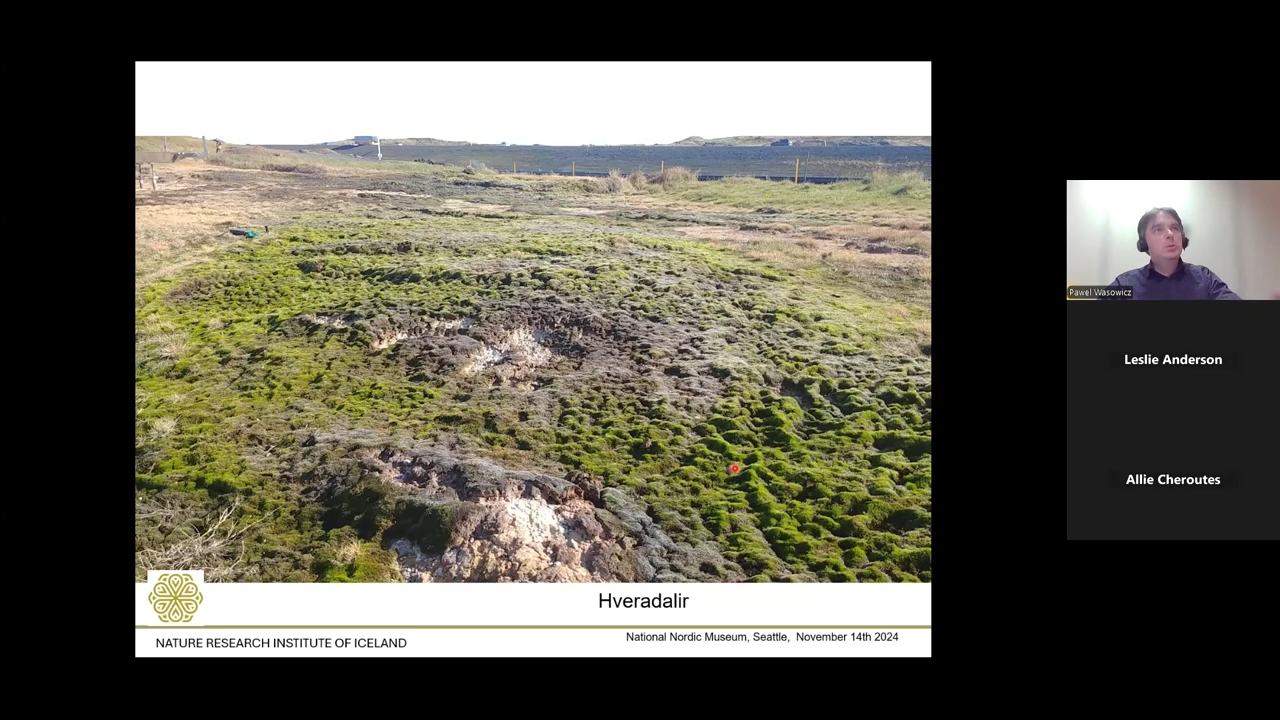 Hveradalir
NATURE RESEARCH INSTITUTE OF ICELAND
National Nordic Museum, Seattle, November 14th 2024
Pawel Wasowicz
Leslie Anderson
Allie Cheroutes